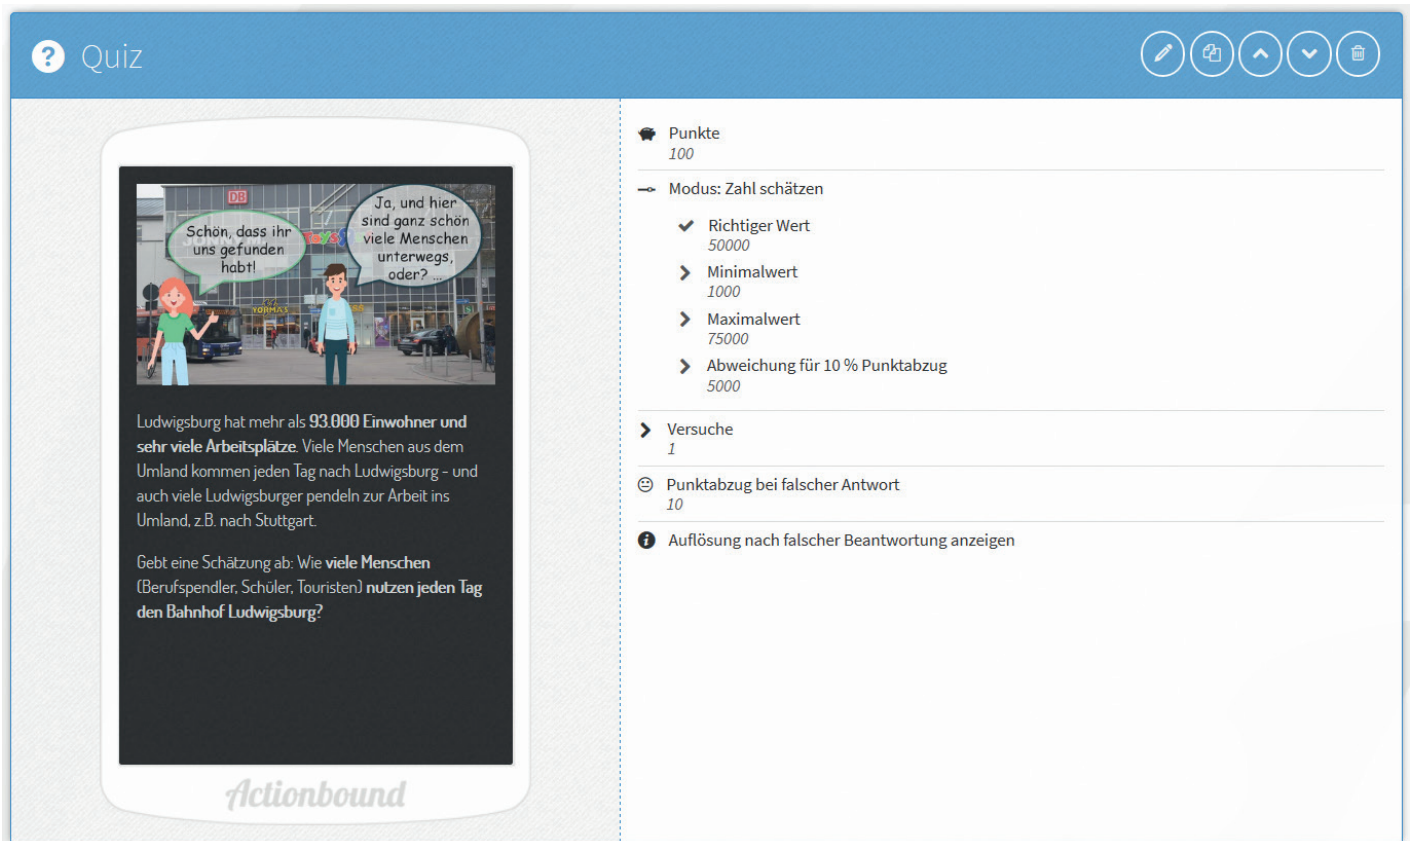 Quiz
DB
Schön, dass ihr
uns gefunden
habt!
Ja, und hier
sind ganz schön
viele Menschen
unterwegs,
oder? ...
YORMA'S
Ludwigsburg hat mehr als 93.000 Einwohner und
sehr viele Arbeitsplätze. Viele Menschen aus dem
Umland kommen jeden Tag nach Ludwigsburg - und
auch viele Ludwigsburger pendeln zur Arbeit ins
Umland, z.B. nach Stuttgart.
Gebt eine Schätzung ab: Wie viele Menschen
(Berufspendler, Schüler, Touristen) nutzen jeden Tag
den Bahnhof Ludwigsburg?
Actionbound
Punkte
100
Modus: Zahl schätzen
Richtiger Wert
50000
Minimalwert
1000
Maximalwert
75000
Abweichung für 10 % Punktabzug
5000
Versuche
1
Punktabzug bei falscher Antwort
10
Auflösung nach falscher Beantwortung anzeigen